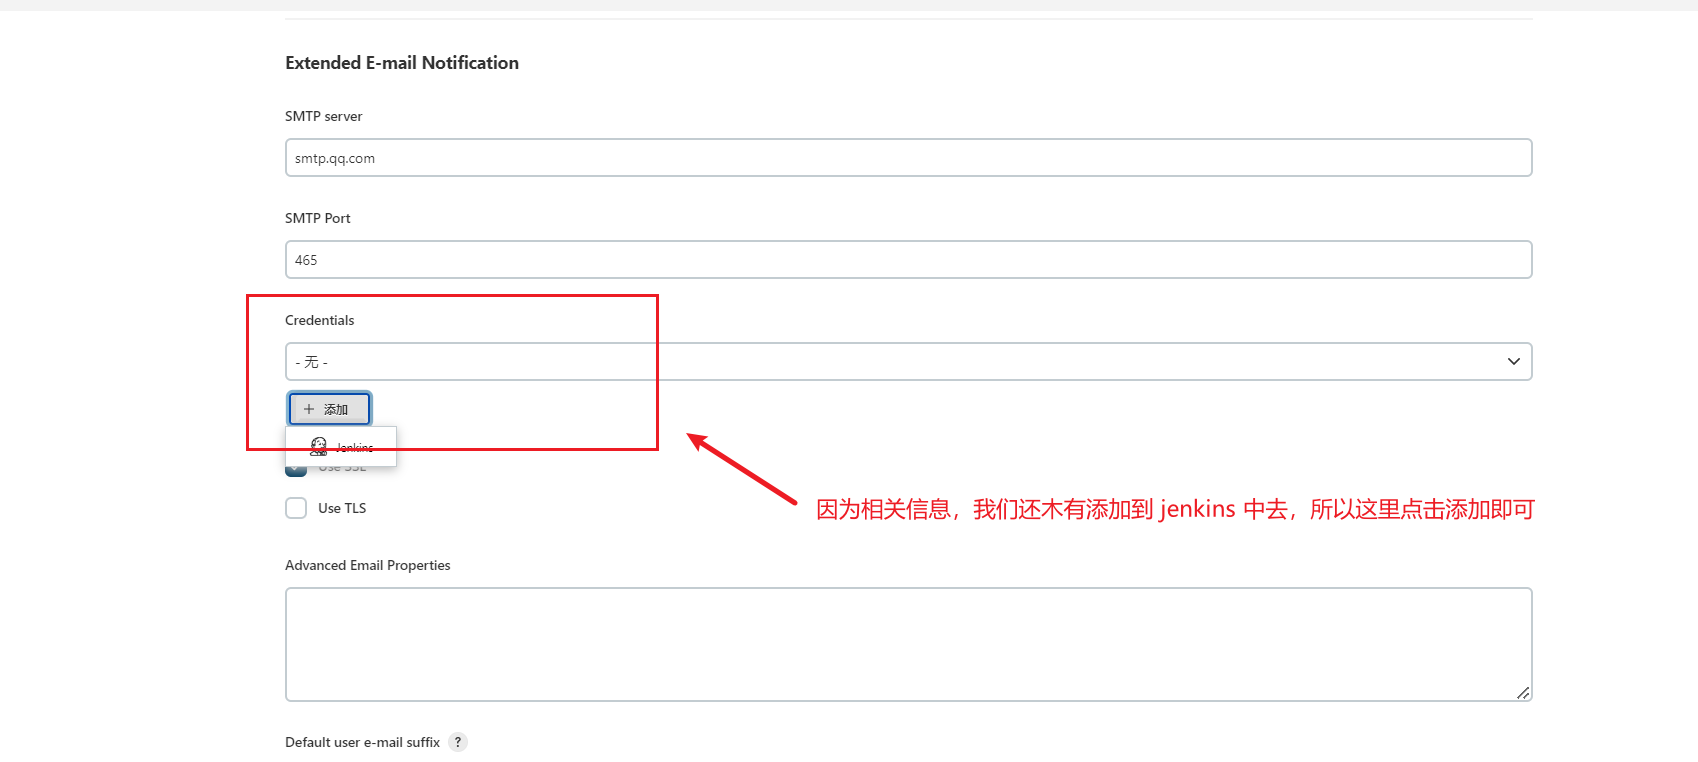 Extended E-mail Notification
SMTP server
smtp.qq.com
SMTP Port
465
Credentials
- 无 -
+ 添加
Jenkins
Use SSL
Use TLS
因为相关信息，我们还木有添加到 jenkins 中去，所以这里点击添加即可
Advanced Email Properties
Default user e-mail suffix ?